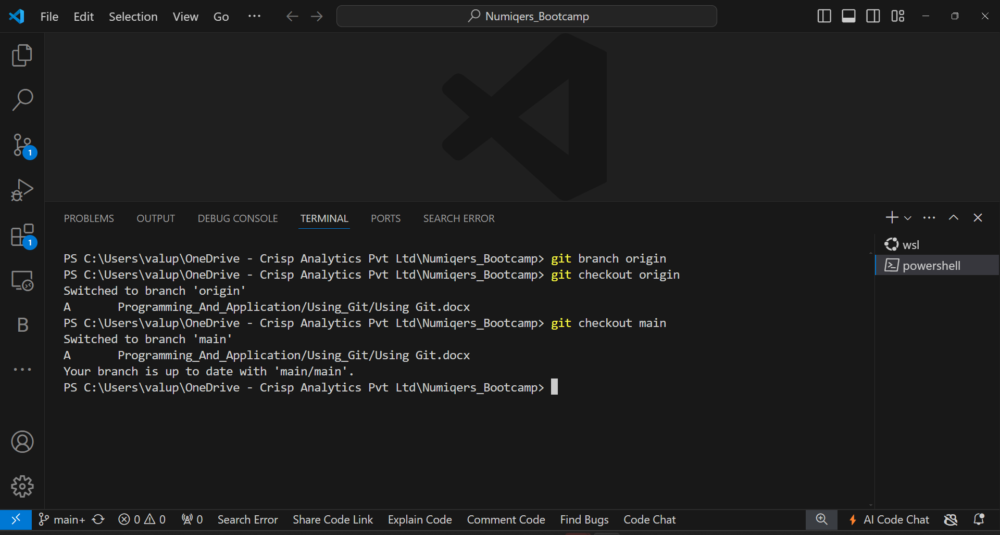 File Edit Selection View Go ··· Numiqers_Bootcamp
1
1
B
PROBLEMS OUTPUT DEBUG CONSOLE TERMINAL PORTS SEARCH ERROR
PS C:\Users\valup\OneDrive - Crisp Analytics Pvt Ltd\Numiqers_Bootcamp> git branch origin
PS C:\Users\valup\OneDrive - Crisp Analytics Pvt Ltd\Numiqers_Bootcamp> git checkout origin
Switched to branch 'origin'
A       Programming_And_Application/Using_Git/Using Git.docx
PS C:\Users\valup\OneDrive - Crisp Analytics Pvt Ltd\Numiqers_Bootcamp> git checkout main
Switched to branch 'main'
A       Programming_And_Application/Using_Git/Using Git.docx
Your branch is up to date with 'main/main'.
PS C:\Users\valup\OneDrive - Crisp Analytics Pvt Ltd\Numiqers_Bootcamp>
wsl
powershell
main+ 0 0 0 Search Error Share Code Link Explain Code Comment Code Find Bugs Code Chat AI Code Chat